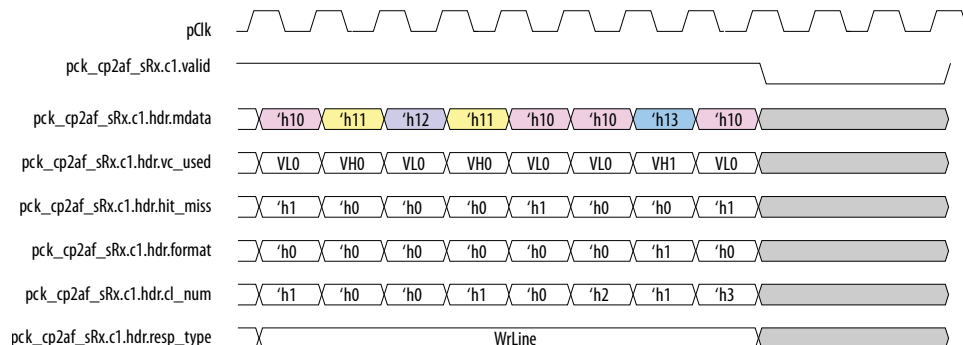 pClk
pck_cp2af_sRx.c1.valid
pck_cp2af_sRx.c1.hdr.mdata ‘h10 ‘h11 ‘h12 ‘h11 ‘h10 ‘h10 ‘h13 ‘h10
pck_cp2af_sRx.c1.hdr.vc_used VL0 VH0 VL0 VH0 VL0 VL0 VH1 VL0
pck_cp2af_sRx.c1.hdr.hit_miss ‘h1 ‘h0 ‘h0 ‘h0 ‘h1 ‘h0 ‘h0 ‘h1
pck_cp2af_sRx.c1.hdr.format ‘h0 ‘h0 ‘h0 ‘h0 ‘h0 ‘h0 ‘h1 ‘h0
pck_cp2af_sRx.c1.hdr.cl_num ‘h1 ‘h0 ‘h0 ‘h1 ‘h0 ‘h2 ‘h1 ‘h3
pck_cp2af_sRx.c1.hdr.resp_type WrLine